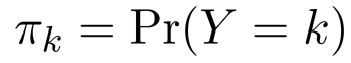 π_k = Pr(Y = k)